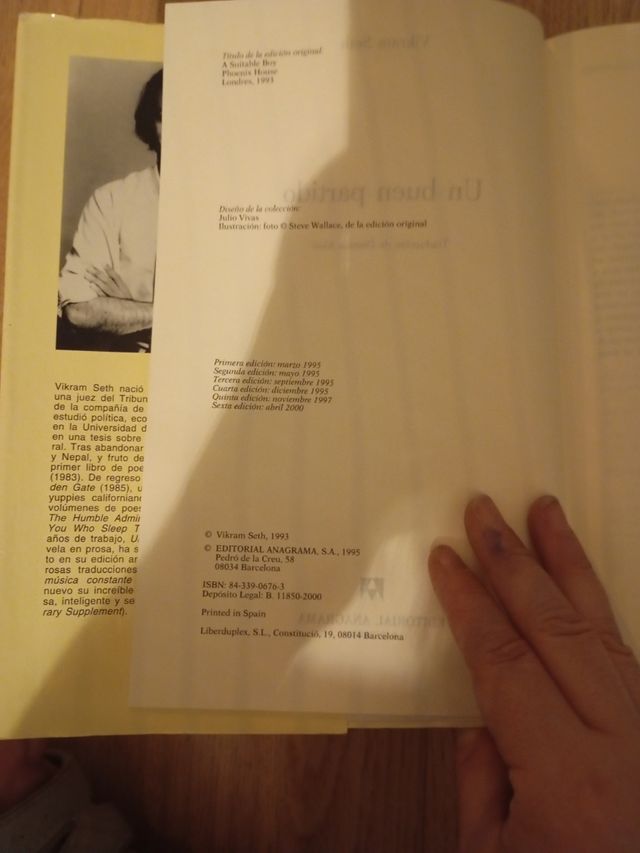 Vikram Seth nació
una juez del Tribun
de la compañía de
estudió política, eco
en la Universidad d
en una tesis sobre
ral. Tras abandonar
y Nepal, y fruto de
primer libro de poe
(1983). De regreso
den Gate (1985), u
yuppies californian
volúmenes de poes
The Humble Admin
You Who Sleep T
años de trabajo, U
vela en prosa, ha s
to en su edición an
rosas traducciones
música constante
nuevo su increíble
sa, inteligente y se
rary Supplement).
Título de la edición original:
A Suitable Boy
Phoenix House
Londres, 1993
Diseño de la colección:
Julio Vivas
Ilustración: foto © Steve Wallace, de la edición original
Primera edición: marzo 1995
Segunda edición: mayo 1995
Tercera edición: septiembre 1995
Cuarta edición: diciembre 1995
Quinta edición: noviembre 1997
Sexta edición: abril 2000
© Vikram Seth, 1993
© EDITORIAL ANAGRAMA, S.A., 1995
Pedró de la Creu, 58
08034 Barcelona
ISBN: 84-339-0676-3
Depósito Legal: B. 11850-2000
Printed in Spain
Liberduplex, S.L., Constitució, 19, 08014 Barcelona